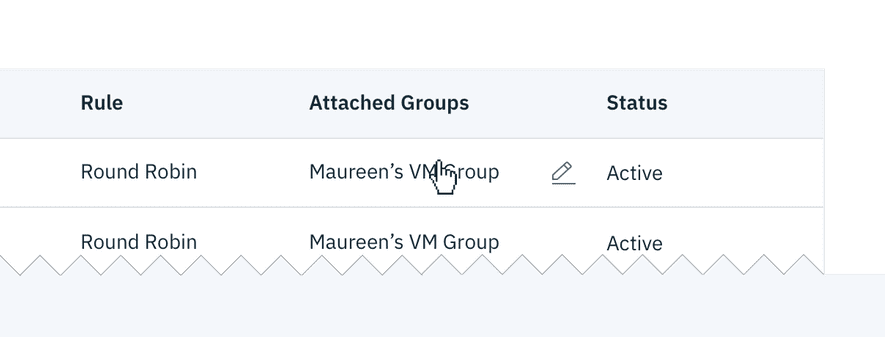 Rule Attached Groups Status
Round Robin Maureen’s VM Group Active
Round Robin Maureen’s VM Group Active